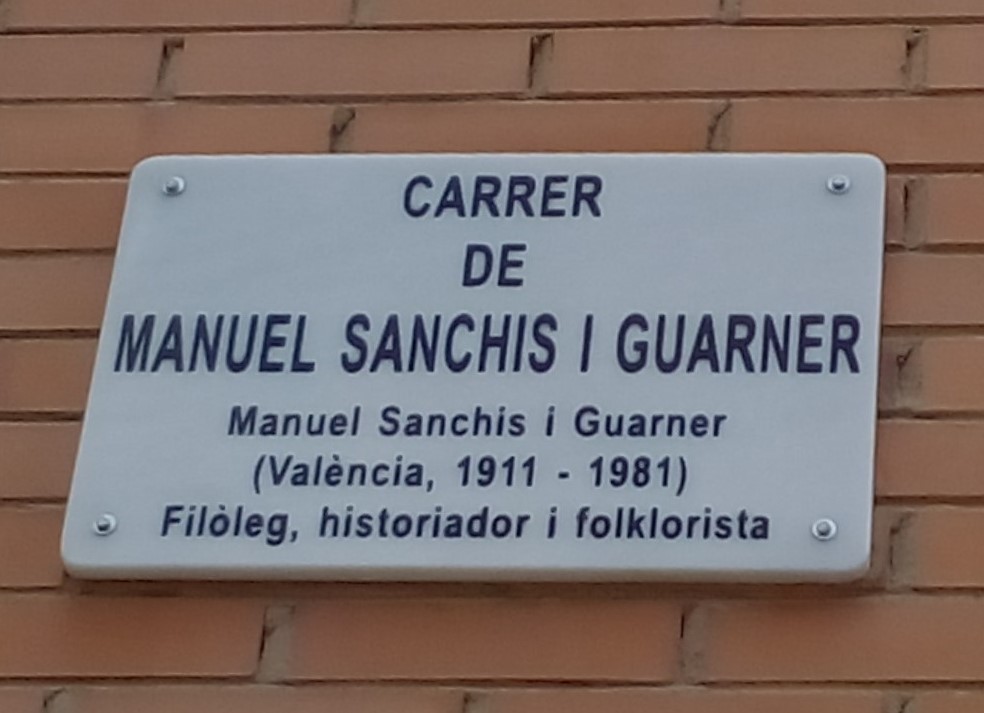 CARRER
DE
MANUEL SANCHIS I GUARNER
Manuel Sanchis i Guarner
(València, 1911 - 1981)
Filòleg, historiador i folklorista